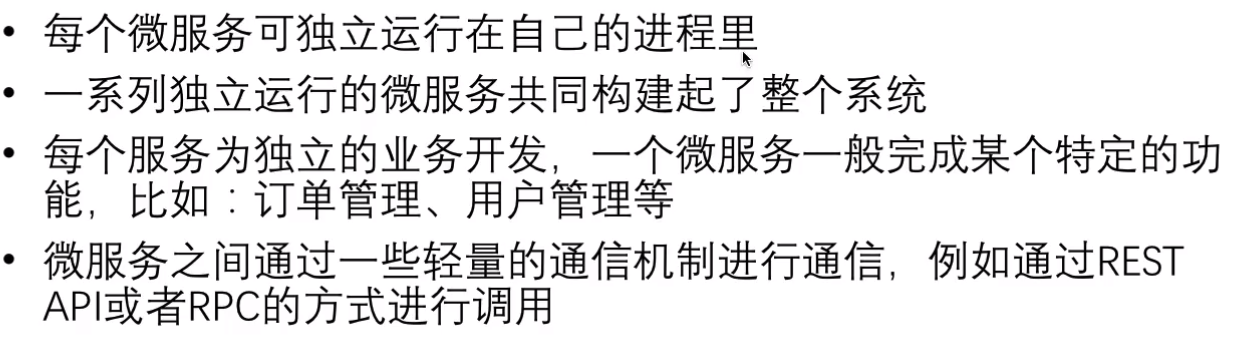 • 每个微服务可独立运行在自己的进程里
• 一系列独立运行的微服务共同构建起了整个系统
• 每个服务为独立的业务开发，一个微服务一般完成某个特定的功
能，比如：订单管理、用户管理等
• 微服务之间通过一些轻量的通信机制进行通信，例如通过REST
API或者RPC的方式进行调用